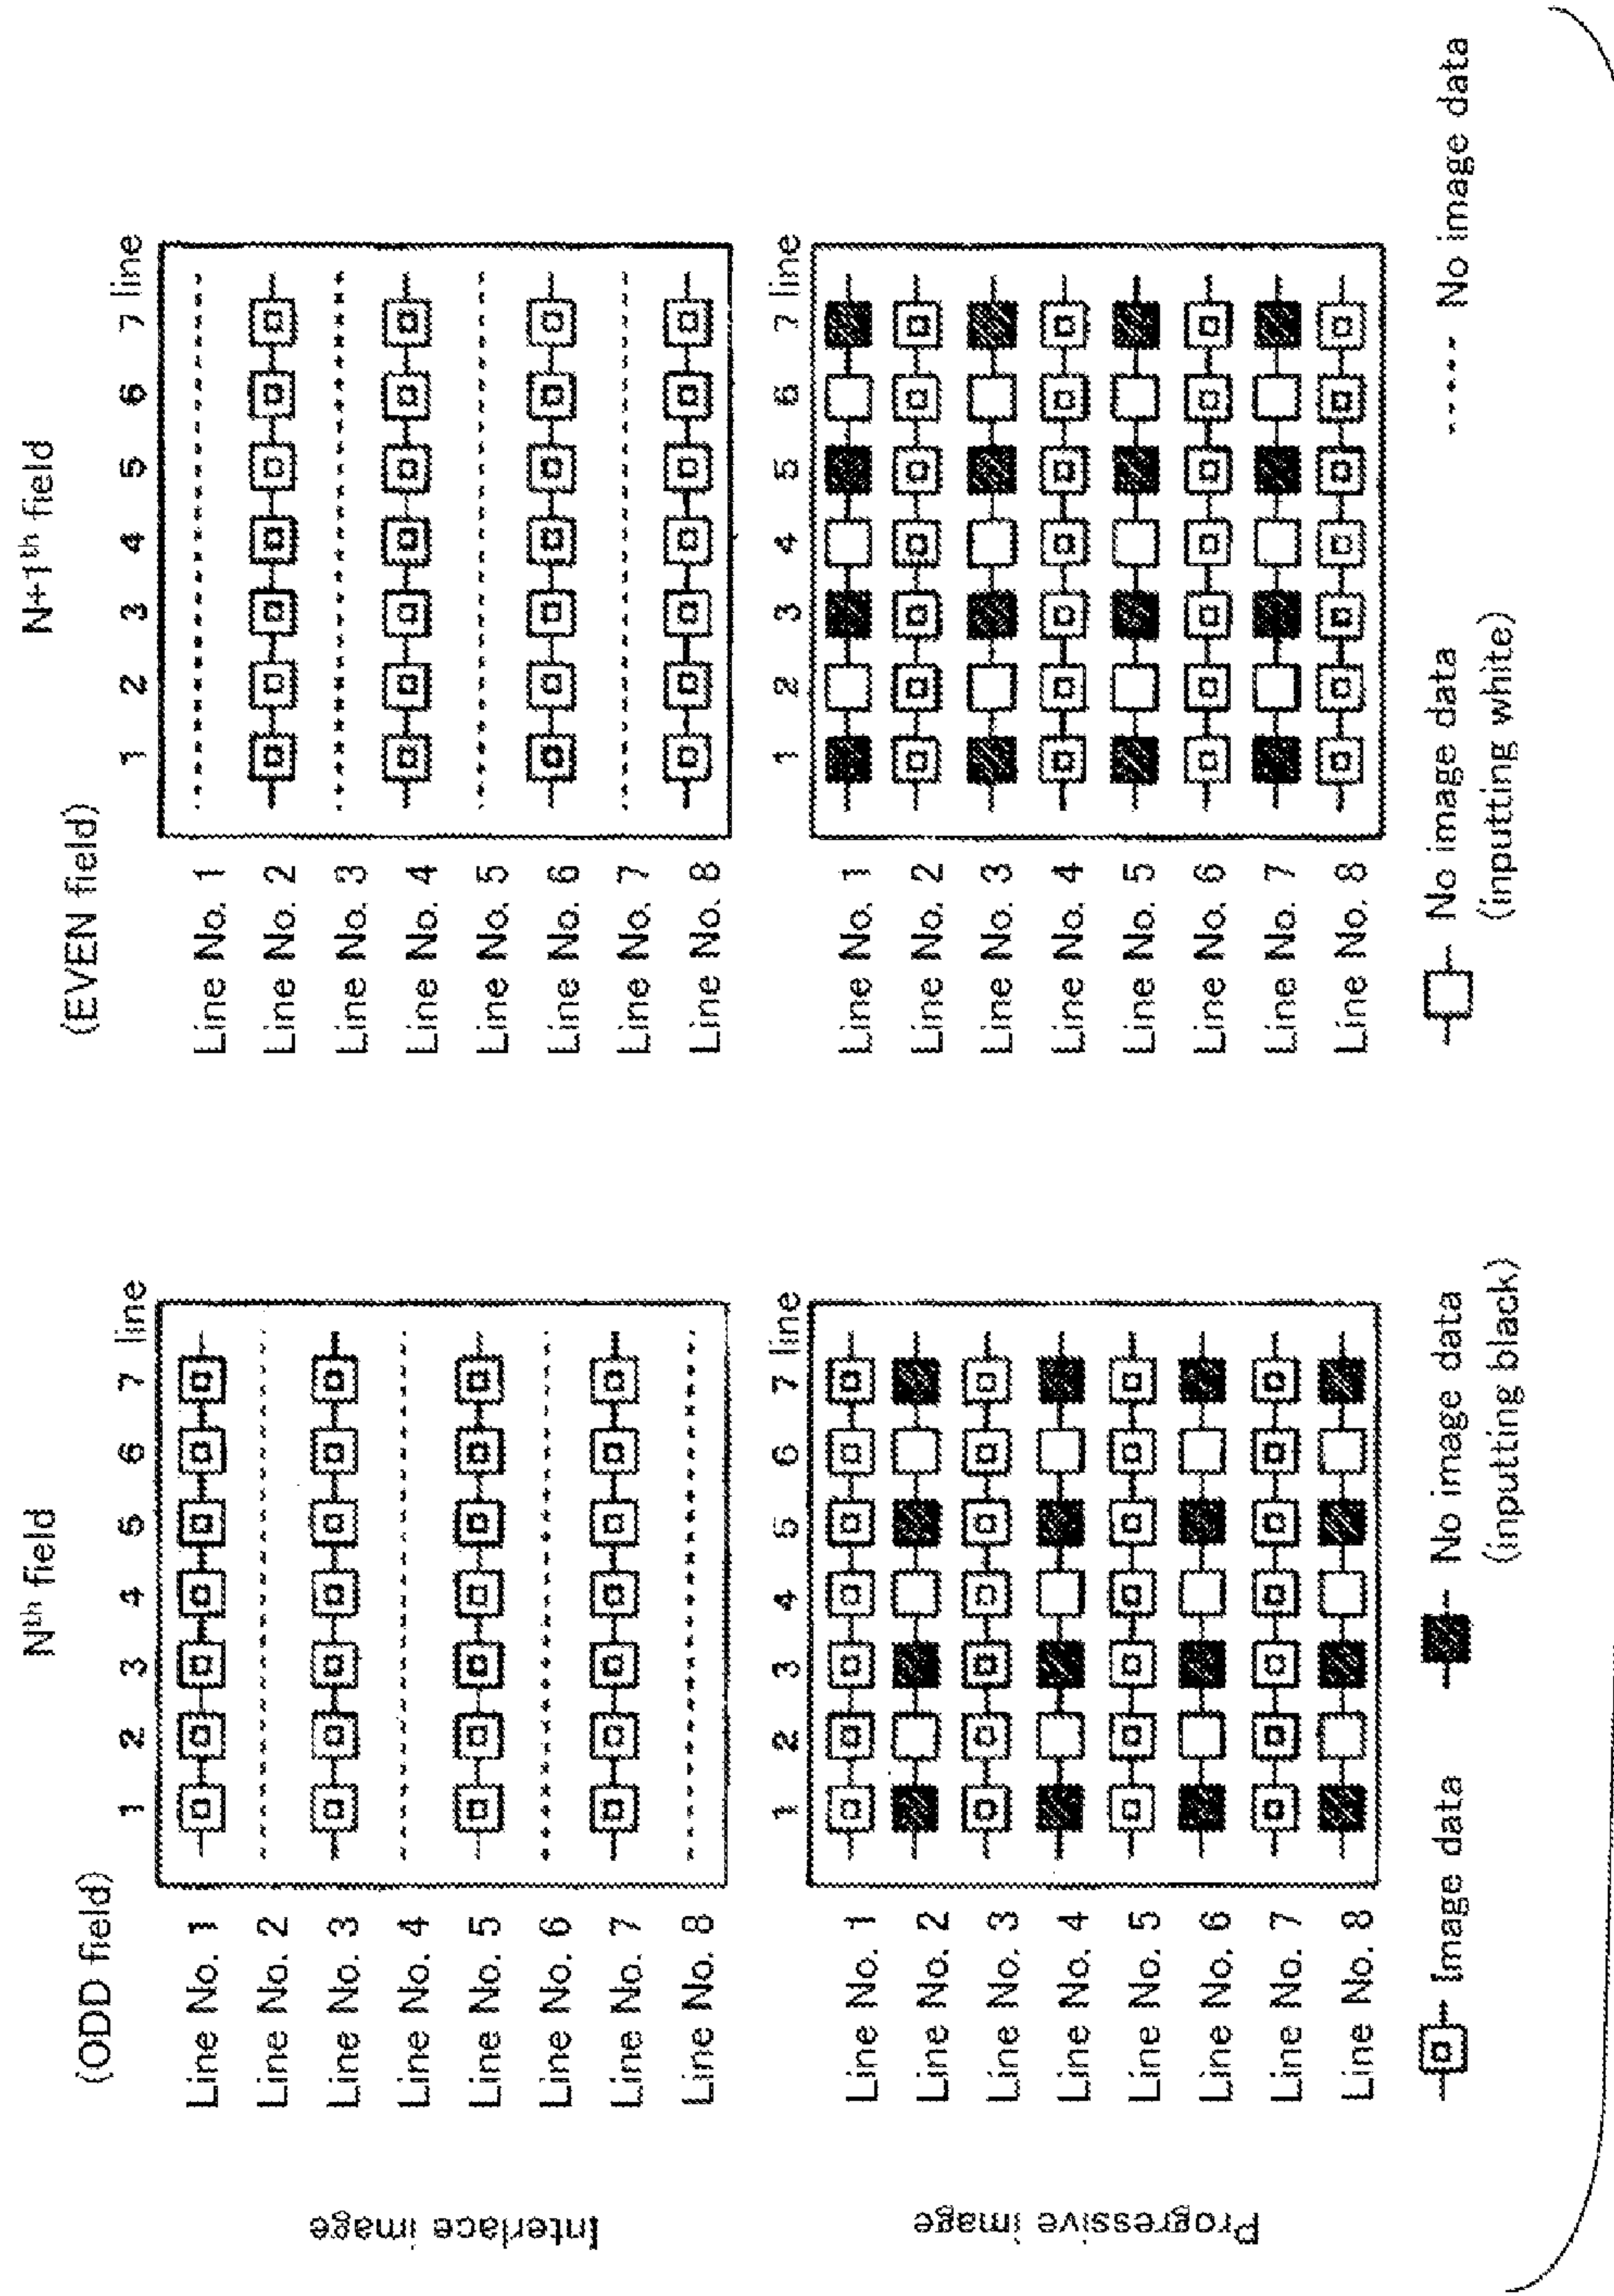 Nth field
(ODD field)
1 2 3 4 5 6 7 line
Line No. 1
Line No. 2
Line No. 3
Line No. 4
Line No. 5
Line No. 6
Line No. 7
Line No. 8
Interlace image
N+1th field
(EVEN field)
1 2 3 4 5 6 7 line
Line No. 1
Line No. 2
Line No. 3
Line No. 4
Line No. 5
Line No. 6
Line No. 7
Line No. 8
1 2 3 4 5 6 7 line
Line No. 1
Line No. 2
Line No. 3
Line No. 4
Line No. 5
Line No. 6
Line No. 7
Line No. 8
Progressive image
1 2 3 4 5 6 7 line
Line No. 1
Line No. 2
Line No. 3
Line No. 4
Line No. 5
Line No. 6
Line No. 7
Line No. 8
Image data
No image data
(inputing black)
No image data
(inputing white)
No image data